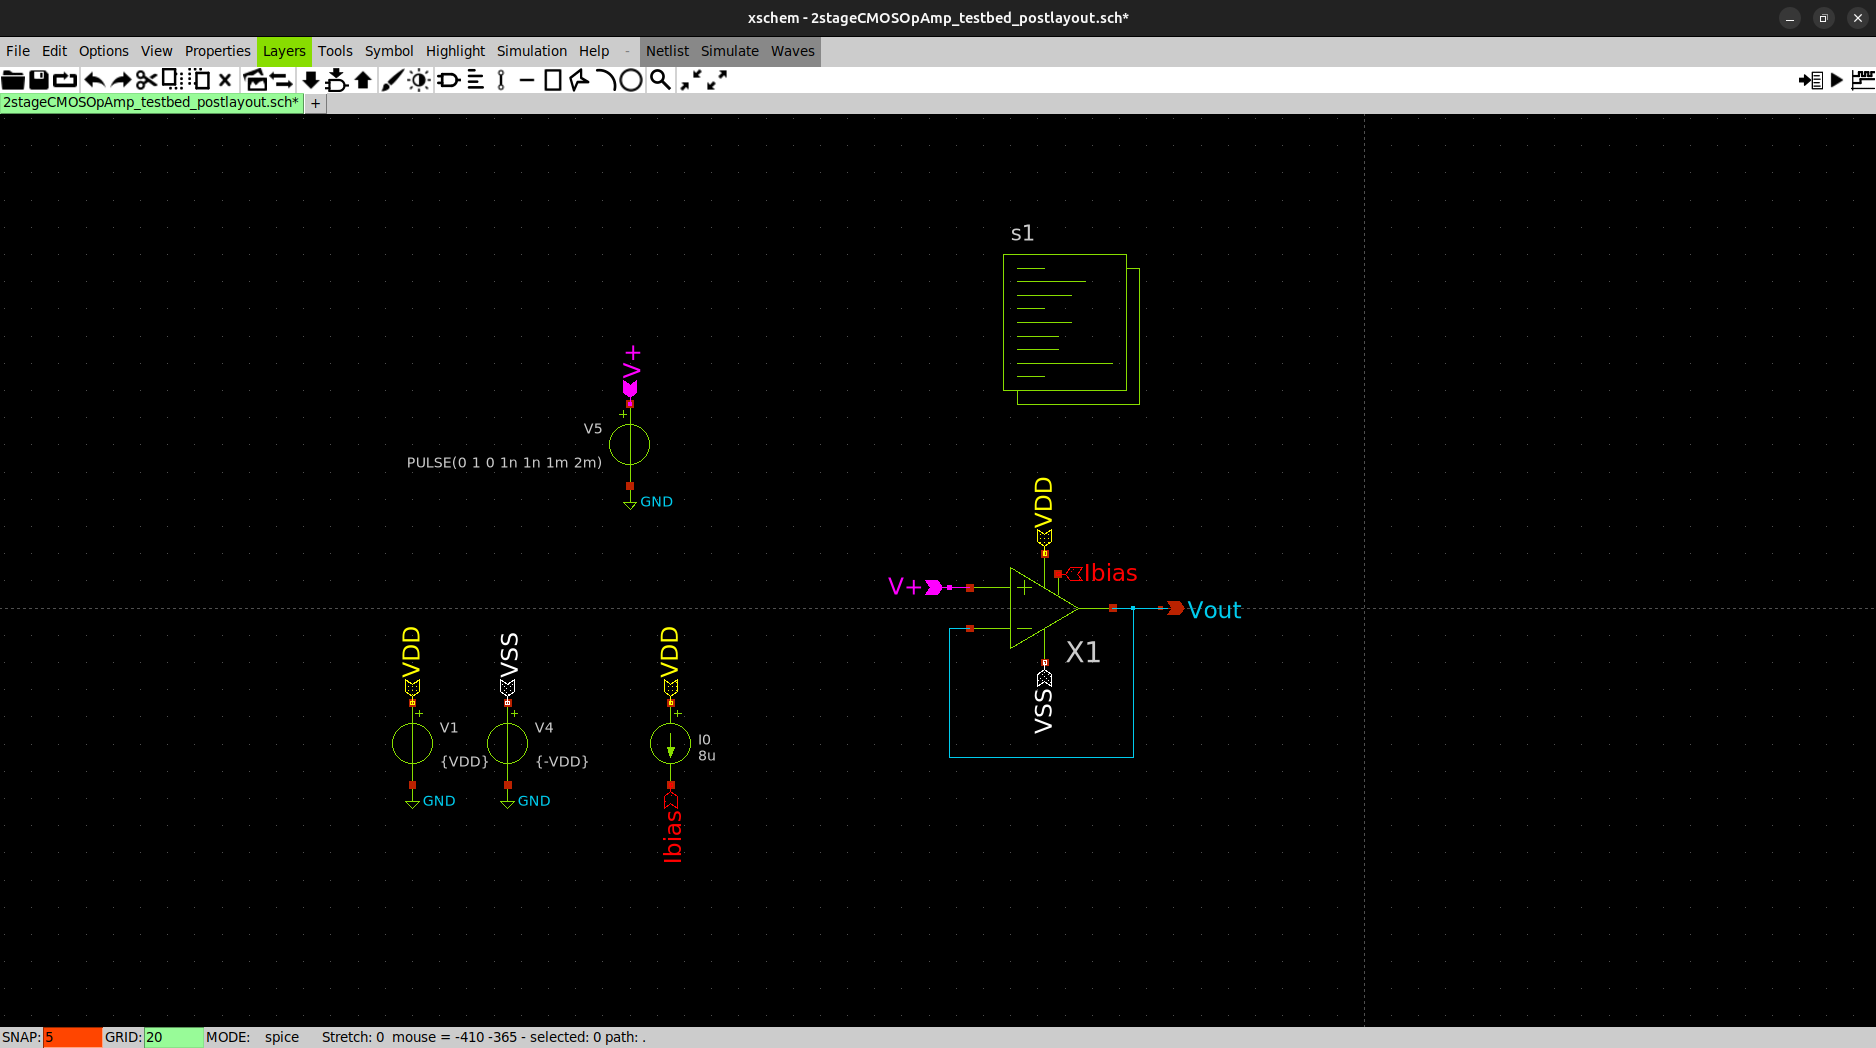 xschem - 2stageCMOSOpAmp_testbed_postlayout.sch*
File Edit Options View Properties Layers Tools Symbol Highlight Simulation Help - Netlist Simulate Waves
2stageCMOSOpAmp_testbed_postlayout.sch* +
s1
V+
+
V5
PULSE(0 1 0 1n 1n 1m 2m)
GND
VDD
Ibias
V+
+
Vout
−
X1
VSS
VDD
VSS
VDD
+
+
+
V1
V4
I0
8u
{VDD}
{-VDD}
GND
GND
Ibias
SNAP: 5 GRID: 20 MODE: spice Stretch: 0 mouse = -410 -365 - selected: 0 path: .